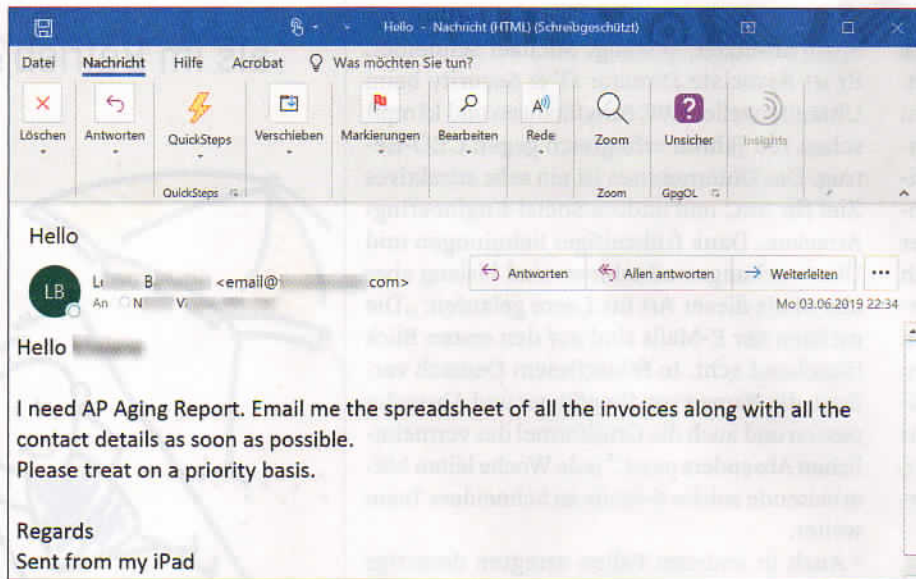 Hello - Nachricht (HTML) (Schreibgeschützt)
Datei Nachricht Hilfe Acrobat Was möchten Sie tun?
Löschen Antworten QuickSteps Verschieben Markierungen Bearbeiten Rede Zoom Unsicher Insights
QuickSteps Zoom GpgOL
Hello
LB <email@ .com>
An
Antworten Allen antworten Weiterleiten
Mo 03.06.2019 22:34
Hello
I need AP Aging Report. Email me the spreadsheet of all the invoices along with all the
contact details as soon as possible.
Please treat on a priority basis.
Regards
Sent from my iPad